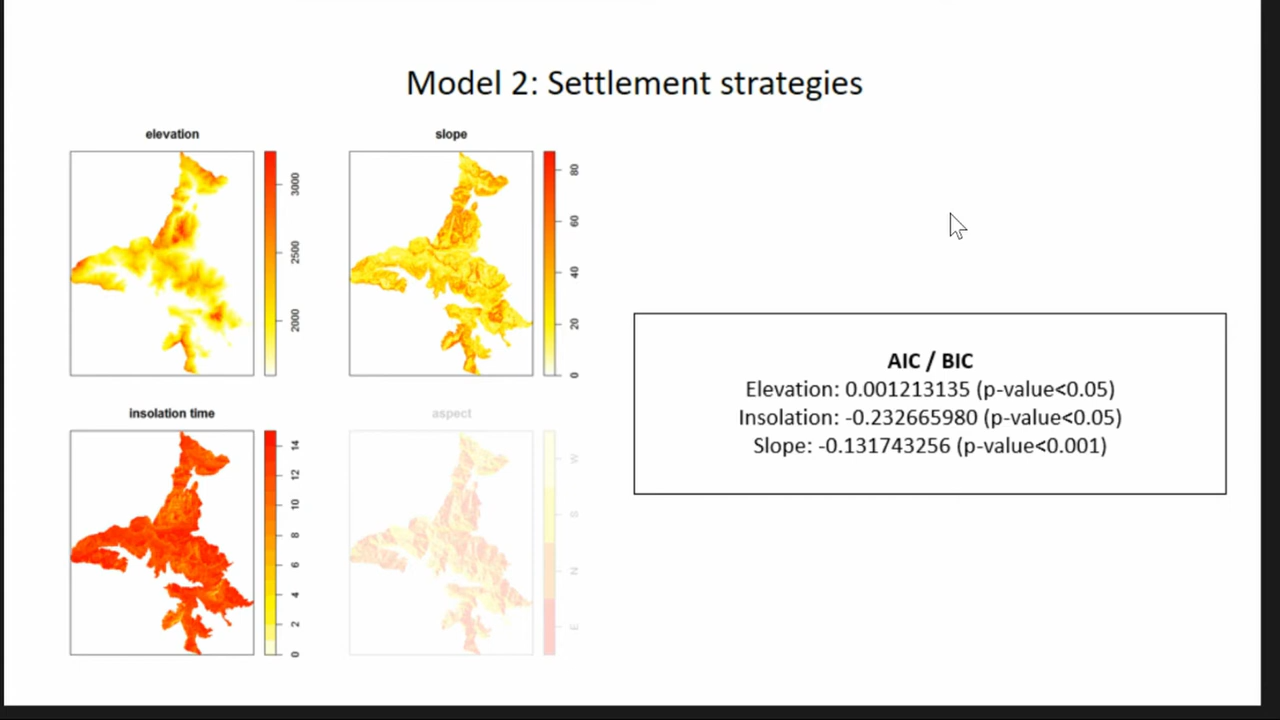 Model 2: Settlement strategies
elevation
3000
2500
2000
slope
80
60
40
20
0
insolation time
14
12
10
8
6
4
2
0
aspect
W
S
N
E
AIC / BIC
Elevation: 0.001213135 (p-value<0.05)
Insolation: -0.232665980 (p-value<0.05)
Slope: -0.131743256 (p-value<0.001)